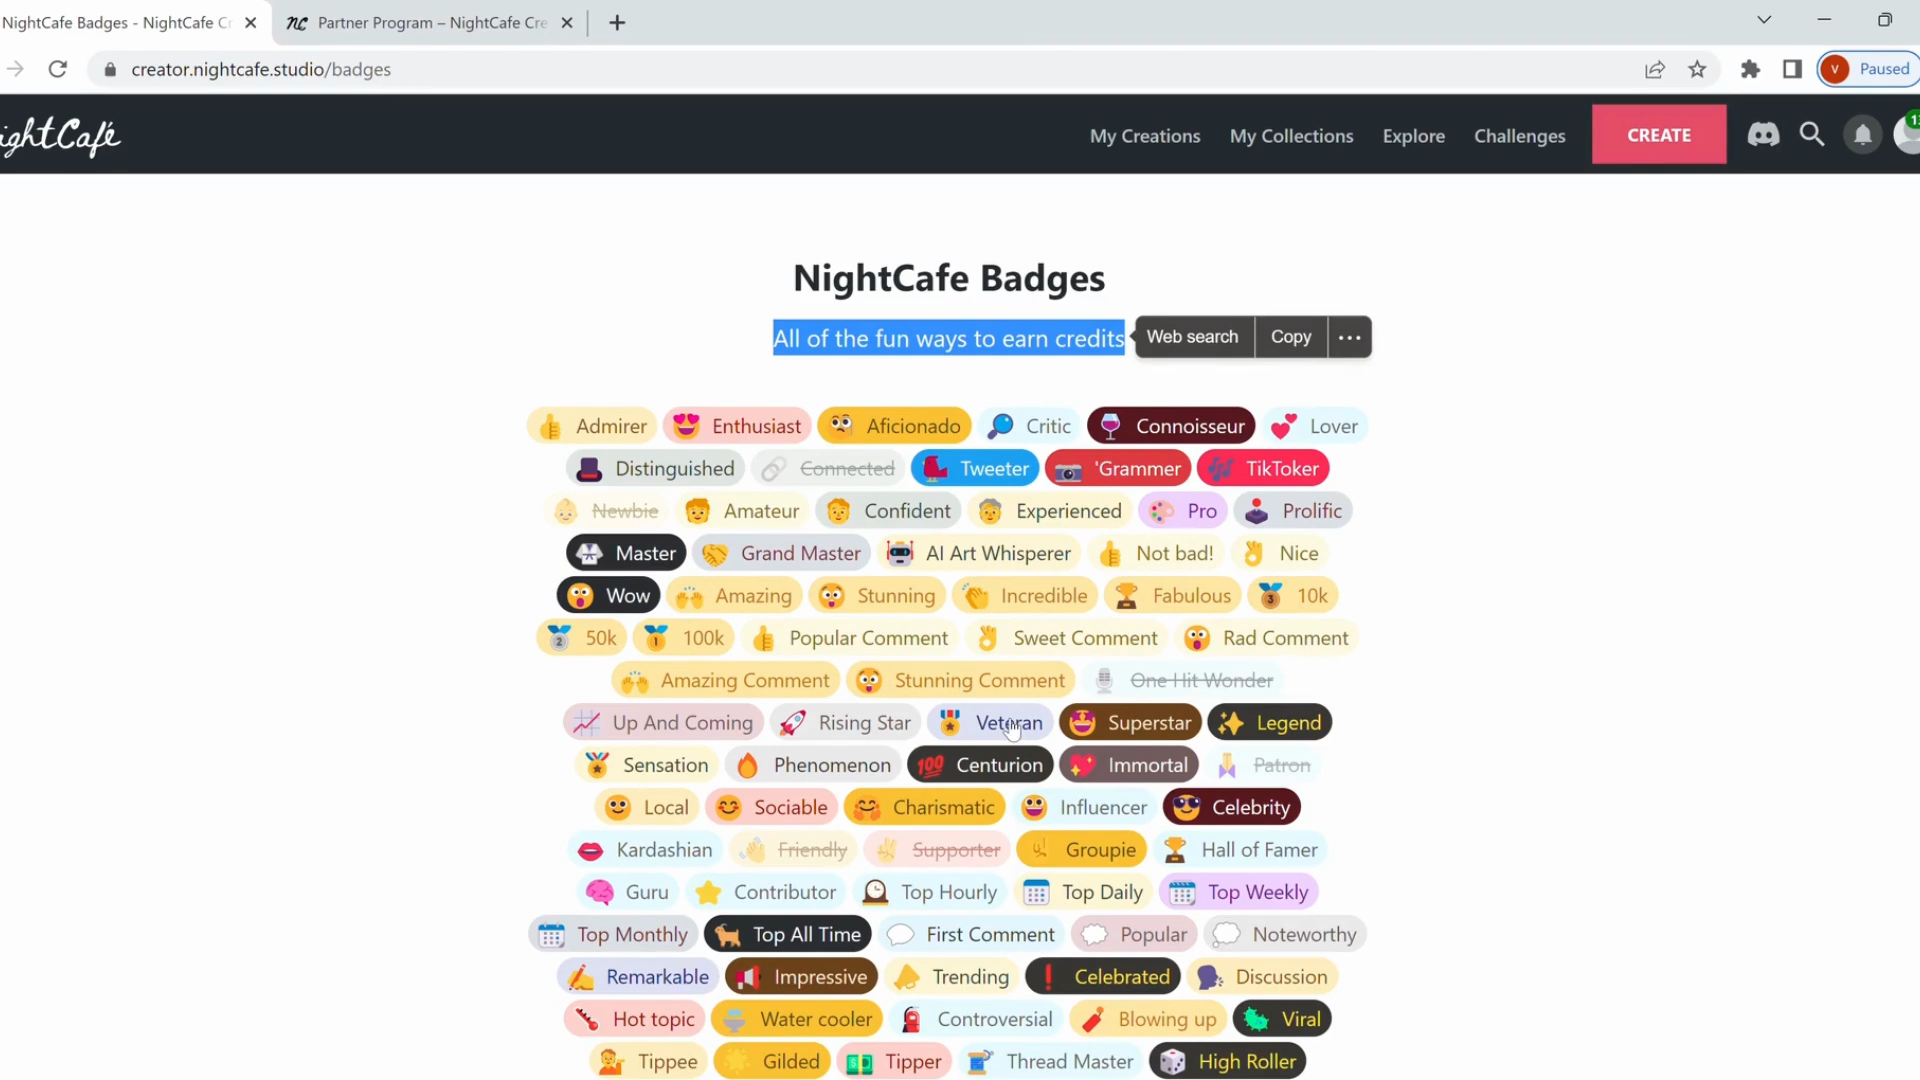 NightCafe Badges - NightCafe Cr
Partner Program – NightCafe Cre
creator.nightcafe.studio/badges
V Paused
ightCafé
My Creations My Collections Explore Challenges CREATE
NightCafe Badges
All of the fun ways to earn credits
Web search Copy ...
Admirer Enthusiast Aficionado Critic Connoisseur Lover
Distinguished Connected Tweeter 'Grammer TikToker
Newbie Amateur Confident Experienced Pro Prolific
Master Grand Master AI Art Whisperer Not bad! Nice
Wow Amazing Stunning Incredible Fabulous 3 10k
2 50k 1 100k Popular Comment Sweet Comment Rad Comment
Amazing Comment Stunning Comment One Hit Wonder
Up And Coming Rising Star Veteran Superstar Legend
Sensation Phenomenon 100 Centurion Immortal Patron
Local Sociable Charismatic Influencer Celebrity
Kardashian Friendly Supporter Groupie Hall of Famer
Guru Contributor Top Hourly Top Daily Top Weekly
Top Monthly Top All Time First Comment Popular Noteworthy
Remarkable Impressive Trending Celebrated Discussion
Hot topic Water cooler Controversial Blowing up Viral
Tippee Gilded Tipper Thread Master High Roller